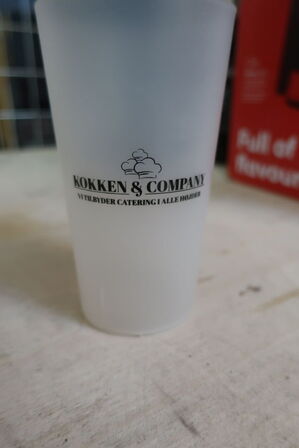 KOKKEN & COMPANY
VI TILBYDER CATERING I ALLE HØJDER
Full of
flavour